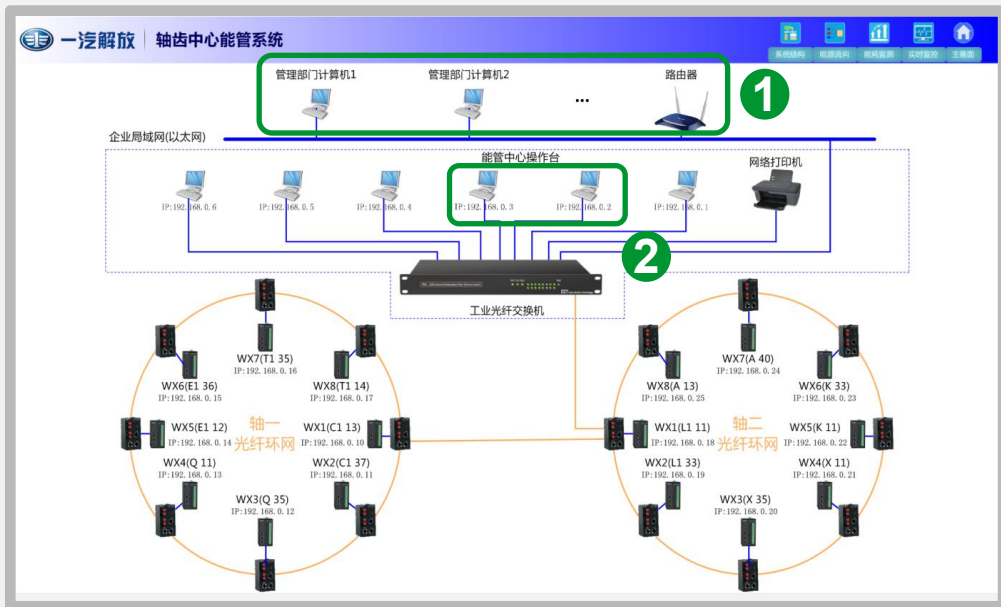 一汽解放 轴齿中心能管系统
系统结构 能源流向 能耗监测 实时监控 主画面
管理部门计算机1 管理部门计算机2 ... 路由器
1
企业局域网(以太网)
能管中心操作台
网络打印机
IP:192.168.0.6 IP:192.168.0.5 IP:192.168.0.4 IP:192.168.0.3 IP:192.168.0.2 IP:192.168.0.1
2
工业光纤交换机
WX7(T1 35)
IP:192.168.0.16
WX6(E1 36)
IP:192.168.0.15
WX8(T1 14)
IP:192.168.0.17
WX5(E1 12)
IP:192.168.0.14
轴一
光纤环网
WX1(C1 13)
IP:192.168.0.10
WX4(Q 11)
IP:192.168.0.13
WX2(C1 37)
IP:192.168.0.11
WX3(Q 35)
IP:192.168.0.12
WX7(A 40)
IP:192.168.0.24
WX8(A 13)
IP:192.168.0.25
WX6(K 33)
IP:192.168.0.23
WX1(L1 11)
IP:192.168.0.18
轴二
光纤环网
WX5(K 11)
IP:192.168.0.22
WX2(L1 33)
IP:192.168.0.19
WX4(X 11)
IP:192.168.0.21
WX3(X 35)
IP:192.168.0.20